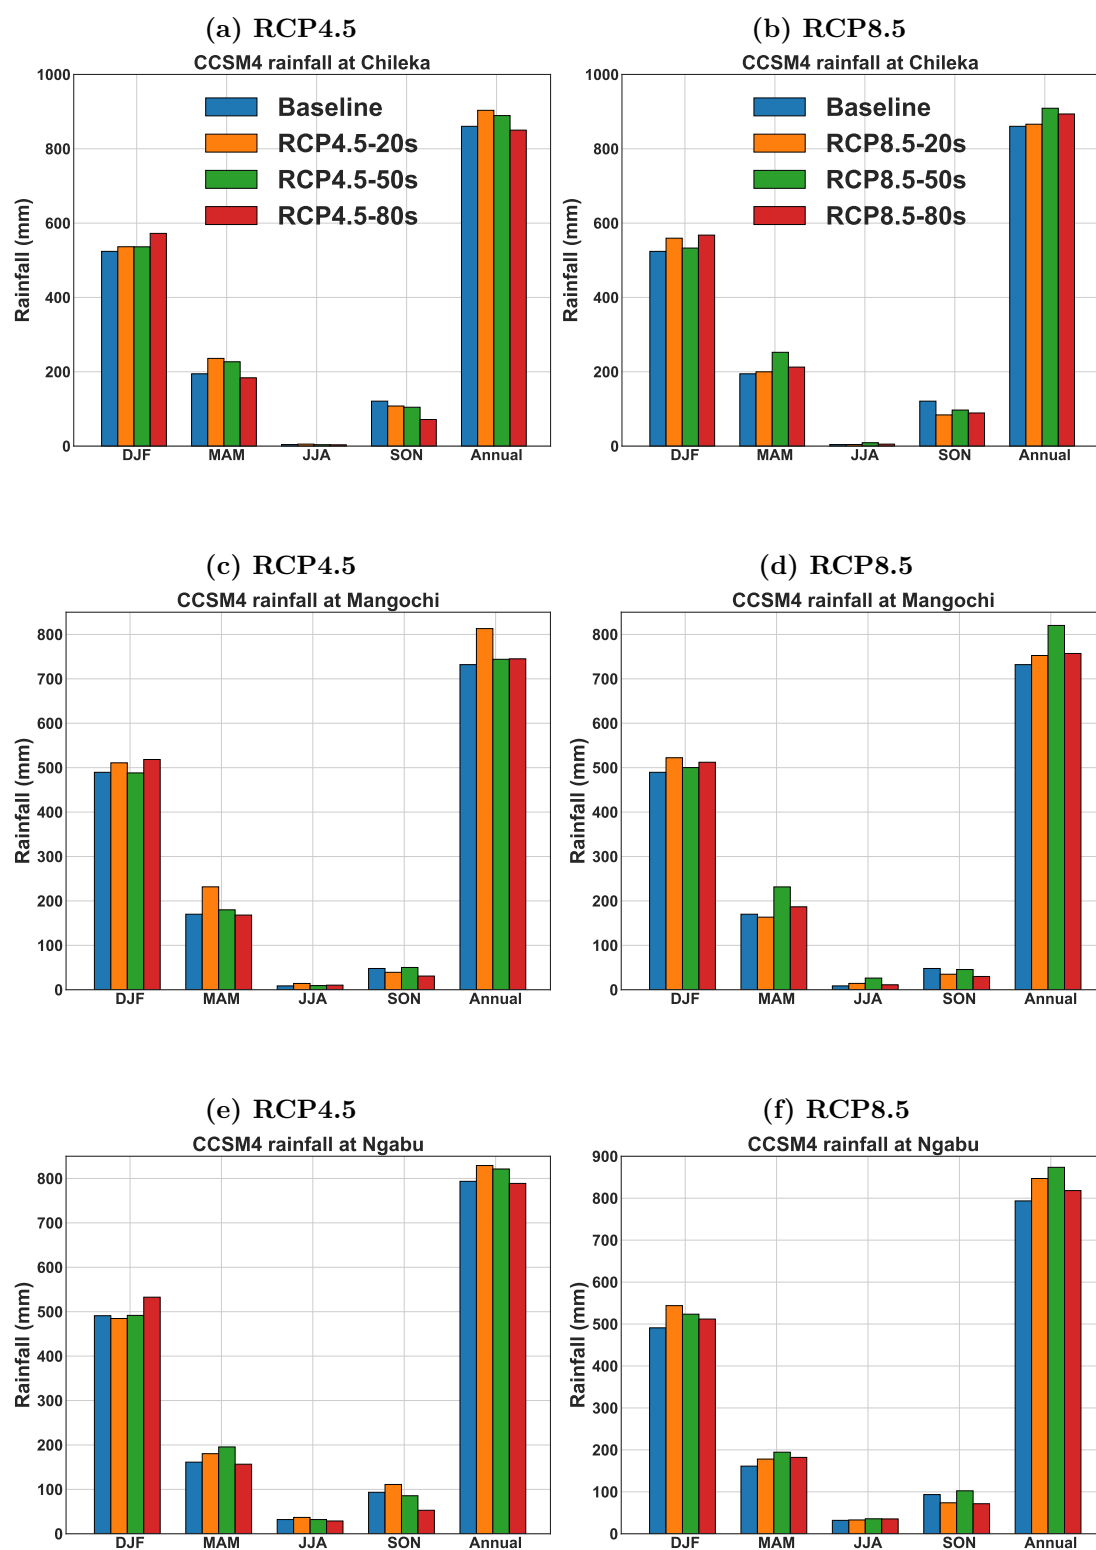 (a) RCP4.5
CCSM4 rainfall at Chileka
Rainfall (mm)
1000
800
600
400
200
0
Baseline
RCP4.5-20s
RCP4.5-50s
RCP4.5-80s
DJF MAM JJA SON Annual
(b) RCP8.5
CCSM4 rainfall at Chileka
Rainfall (mm)
1000
800
600
400
200
0
Baseline
RCP8.5-20s
RCP8.5-50s
RCP8.5-80s
DJF MAM JJA SON Annual
(c) RCP4.5
CCSM4 rainfall at Mangochi
Rainfall (mm)
800
700
600
500
400
300
200
100
0
DJF MAM JJA SON Annual
(d) RCP8.5
CCSM4 rainfall at Mangochi
Rainfall (mm)
800
700
600
500
400
300
200
100
0
DJF MAM JJA SON Annual
(e) RCP4.5
CCSM4 rainfall at Ngabu
Rainfall (mm)
800
700
600
500
400
300
200
100
0
DJF MAM JJA SON Annual
(f) RCP8.5
CCSM4 rainfall at Ngabu
Rainfall (mm)
900
800
700
600
500
400
300
200
100
0
DJF MAM JJA SON Annual